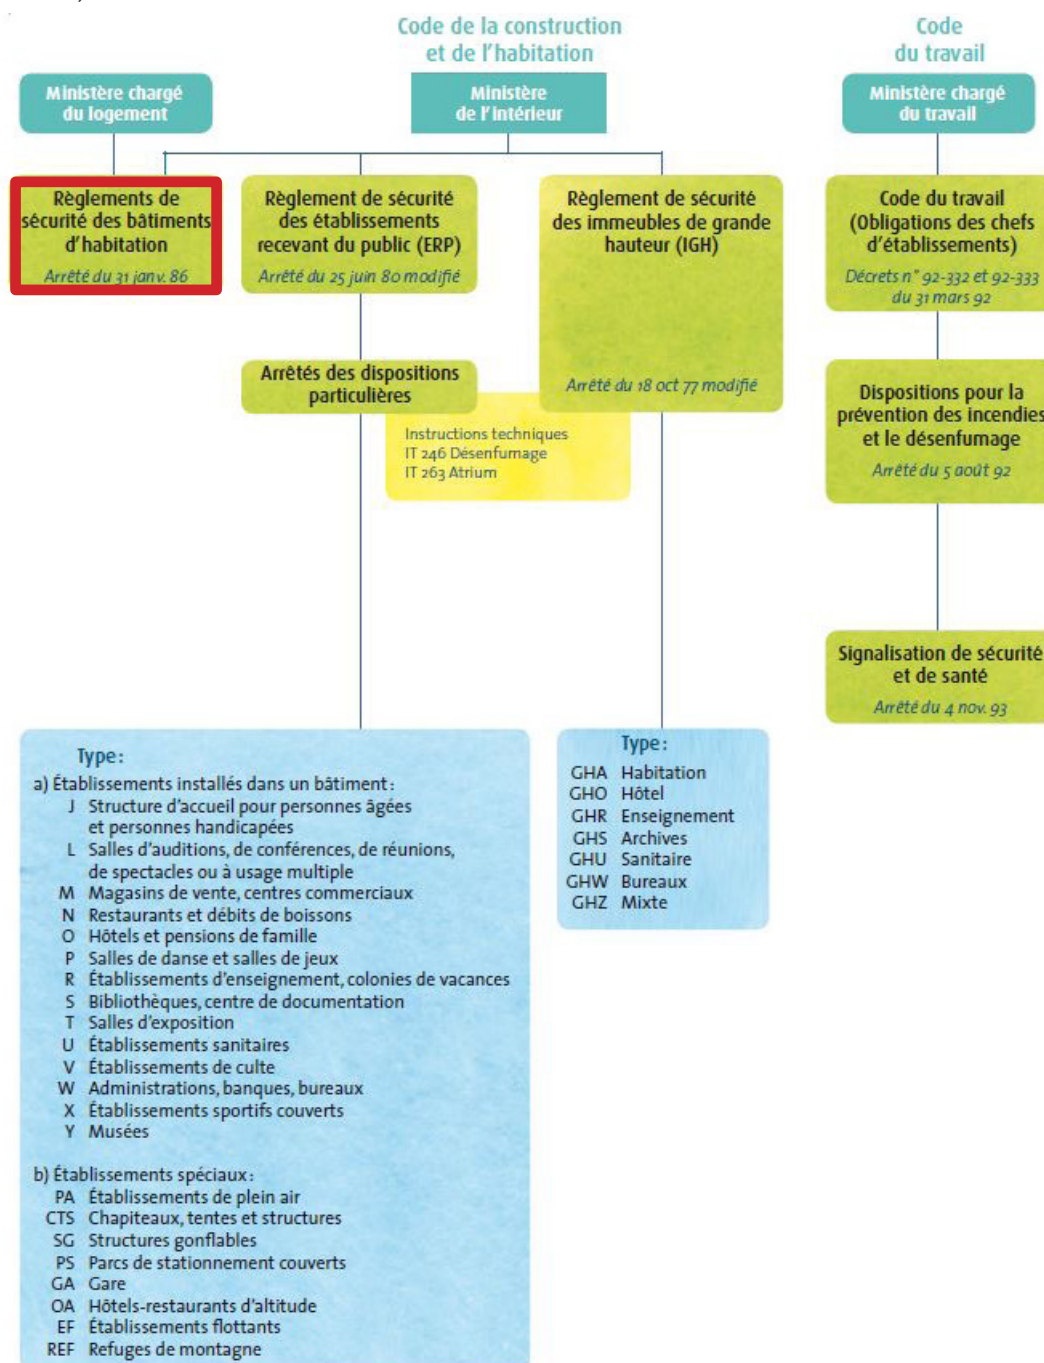 Code de la construction
et de l'habitation
Code
du travail
Ministère chargé
du logement
Ministère
de l'intérieur
Ministère chargé
du travail
Règlements de
sécurité des bâtiments
d'habitation
Arrêté du 31 janv. 86
Règlement de sécurité
des établissements
recevant du public (ERP)
Arrêté du 25 juin 80 modifié
Règlement de sécurité
des immeubles de grande
hauteur (IGH)
Arrêté du 18 oct 77 modifié
Code du travail
(Obligations des chefs
d'établissements)
Décrets n° 92-332 et 92-333
du 31 mars 92
Arrêtés des dispositions
particulières
Instructions techniques
IT 246 Désenfumage
IT 263 Atrium
Dispositions pour la
prévention des incendies
et le désenfumage
Arrêté du 5 août 92
Signalisation de sécurité
et de santé
Arrêté du 4 nov. 93
Type :
a) Établissements installés dans un bâtiment :
J Structure d'accueil pour personnes âgées
et personnes handicapées
L Salles d'auditions, de conférences, de réunions,
de spectacles ou à usage multiple
M Magasins de vente, centres commerciaux
N Restaurants et débits de boissons
O Hôtels et pensions de famille
P Salles de danse et salles de jeux
R Établissements d'enseignement, colonies de vacances
S Bibliothèques, centre de documentation
T Salles d'exposition
U Établissements sanitaires
V Établissements de culte
W Administrations, banques, bureaux
X Établissements sportifs couverts
Y Musées
b) Établissements spéciaux :
PA Établissements de plein air
CTS Chapiteaux, tentes et structures
SG Structures gonflables
PS Parcs de stationnement couverts
GA Gare
OA Hôtels-restaurants d'altitude
EF Établissements flottants
REF Refuges de montagne
Type :
GHA Habitation
GHO Hôtel
GHR Enseignement
GHS Archives
GHU Sanitaire
GHW Bureaux
GHZ Mixte